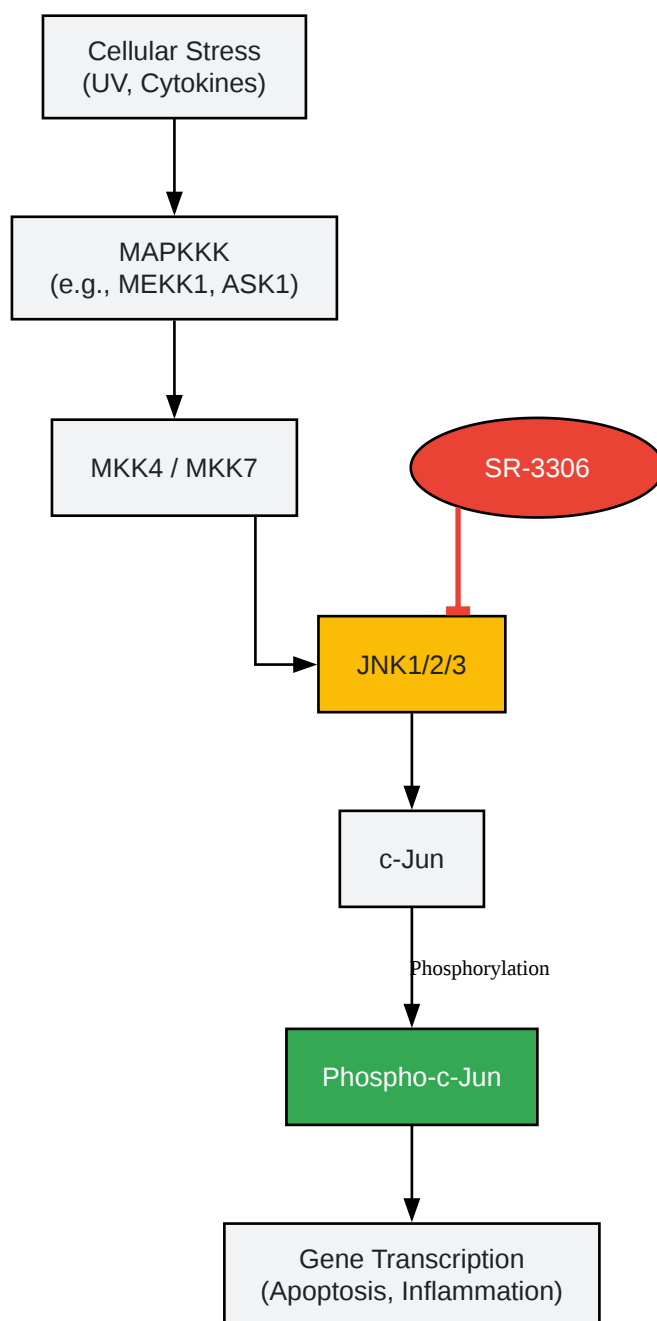 Cellular Stress
(UV, Cytokines)
MAPKKK
(e.g., MEKK1, ASK1)
MKK4 / MKK7
SR-3306
JNK1/2/3
c-Jun
Phosphorylation
Phospho-c-Jun
Gene Transcription
(Apoptosis, Inflammation)